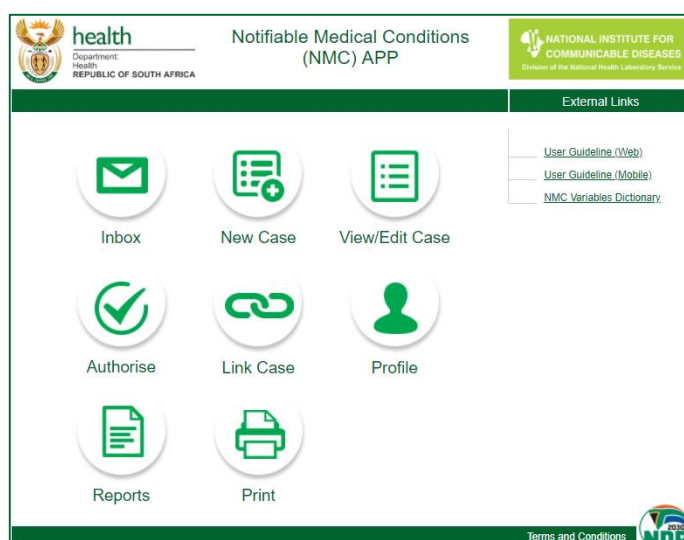 health
Department:
Health
REPUBLIC OF SOUTH AFRICA
Notifiable Medical Conditions
(NMC) APP
NATIONAL INSTITUTE FOR
COMMUNICABLE DISEASES
Division of the National Health Laboratory Service
External Links
User Guideline (Web)
User Guideline (Mobile)
NMC Variables Dictionary
Inbox
New Case
View/Edit Case
Authorise
Link Case
Profile
Reports
Print
Terms and Conditions
2030
NDP